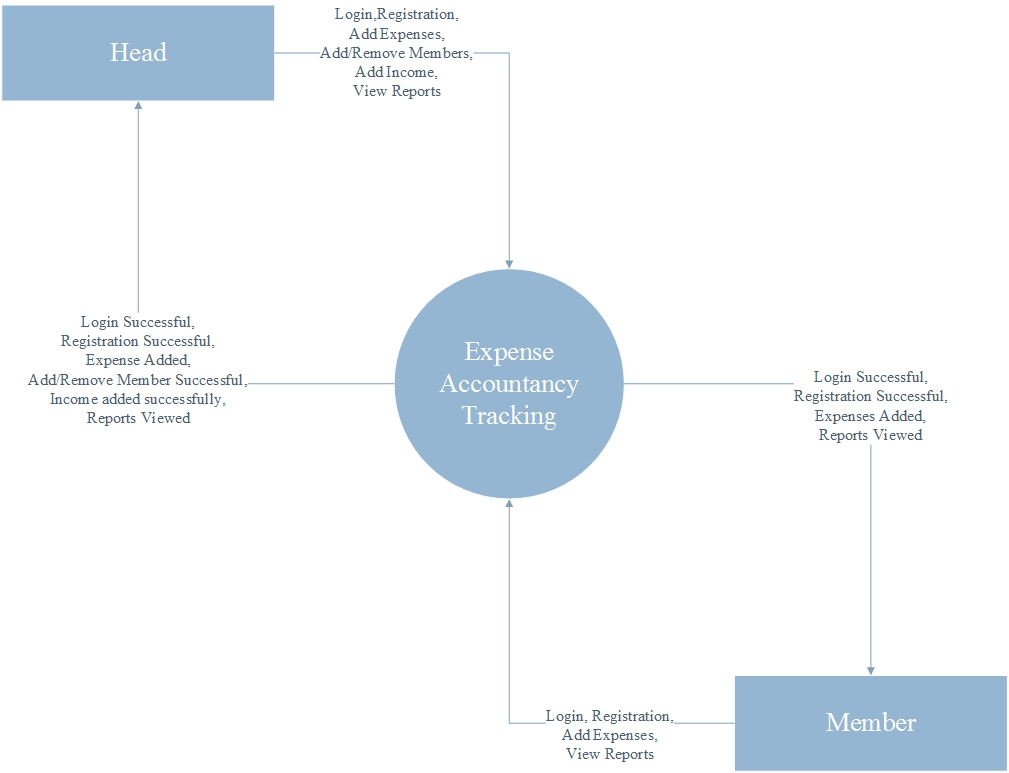 Head
Login,Registration,
Add Expenses,
Add/Remove Members,
Add Income,
View Reports
Login Successful,
Registration Successful,
Expense Added,
Add/Remove Member Successful,
Income added successfully,
Reports Viewed
Expense
Accountancy
Tracking
Login Successful,
Registration Successful,
Expenses Added,
Reports Viewed
Login, Registration,
Add Expenses,
View Reports
Member